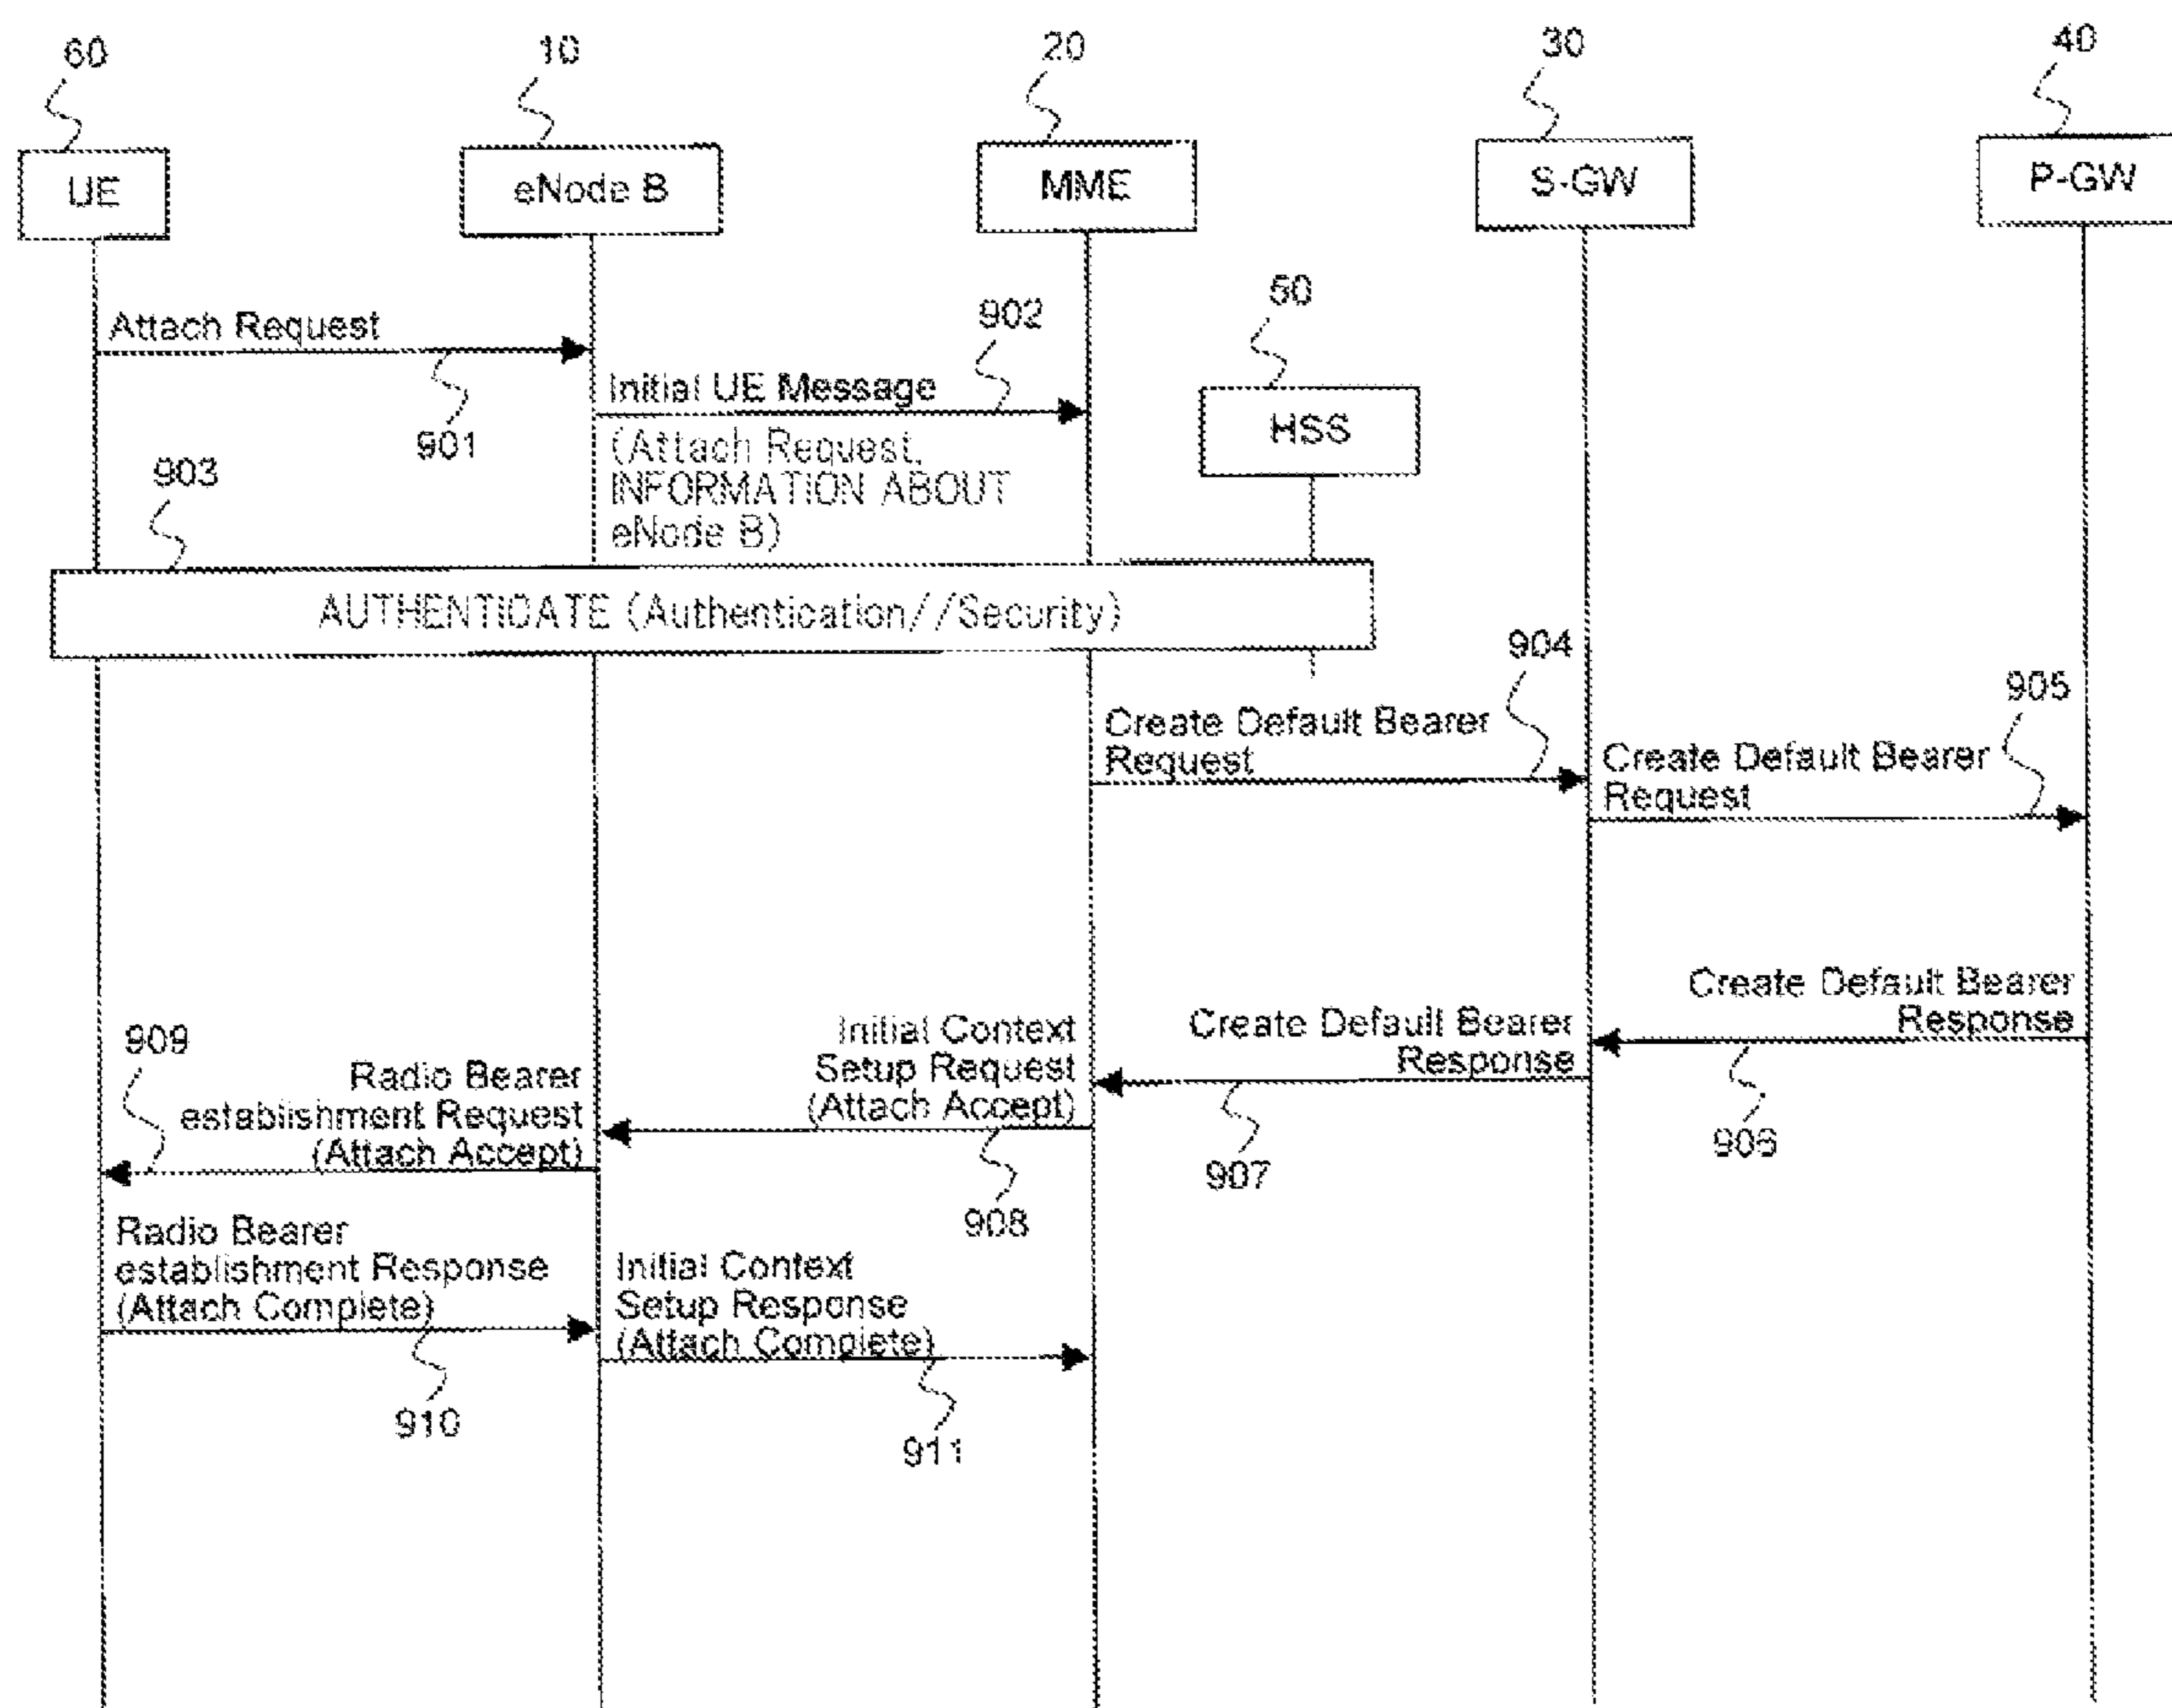 60
10
20
30
40
UE
eNode B
MME
S-GW
P-GW
50
HSS
Attach Request
901
902
Initial UE Message
(Attach Request,
INFORMATION ABOUT
eNode B)
903
AUTHENTICATE (Authentication//Security)
904
Create Default Bearer
Request
905
Create Default Bearer
Request
Create Default Bearer
Response
906
Create Default Bearer
Response
907
Initial Context
Setup Request
(Attach Accept)
908
909
Radio Bearer
establishment Request
(Attach Accept)
Radio Bearer
establishment Response
(Attach Complete)
910
Initial Context
Setup Response
(Attach Complete)
911